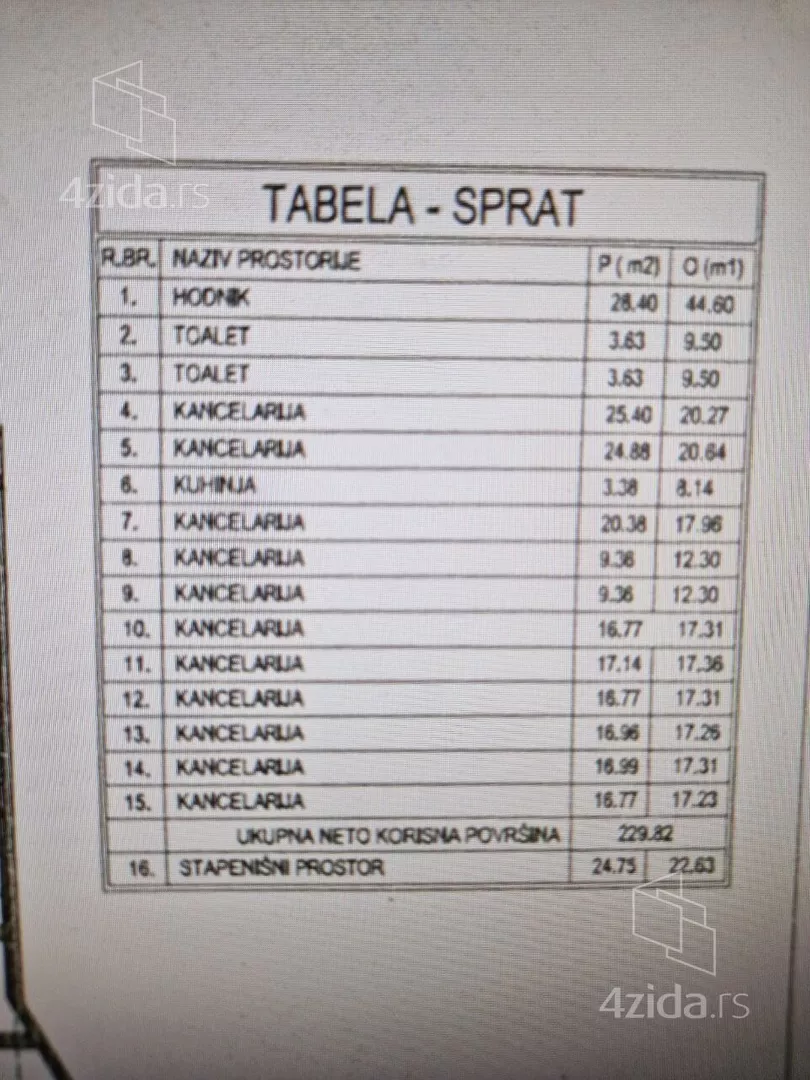 4zida.rs
TABELA - SPRAT
R.BR. NAZIV PROSTORIJE P ( m2) O (m1)
1. HODNIK 28.40 44.60
2. TOALET 3.63 9.50
3. TOALET 3.63 9.50
4. KANCELARIJA 25.40 20.27
5. KANCELARIJA 24.88 20.64
6. KUHINJA 3.38 8.14
7. KANCELARIJA 20.38 17.96
8. KANCELARIJA 9.36 12.30
9. KANCELARIJA 9.36 12.30
10. KANCELARIJA 16.77 17.31
11. KANCELARIJA 17.14 17.36
12. KANCELARIJA 16.77 17.31
13. KANCELARIJA 16.96 17.26
14. KANCELARIJA 16.99 17.31
15. KANCELARIJA 16.77 17.23
UKUPNA NETO KORISNA POVRŠINA 229.82
16. STAPENIŠNI PROSTOR 24.75 22.63
4zida.rs